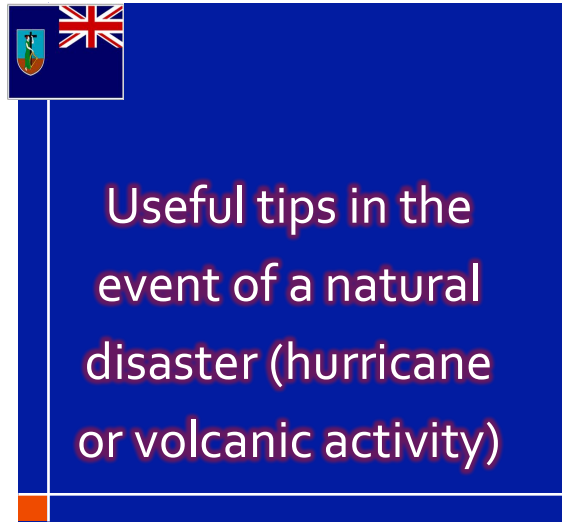 Useful tips in the
event of a natural
disaster (hurricane
or volcanic activity)